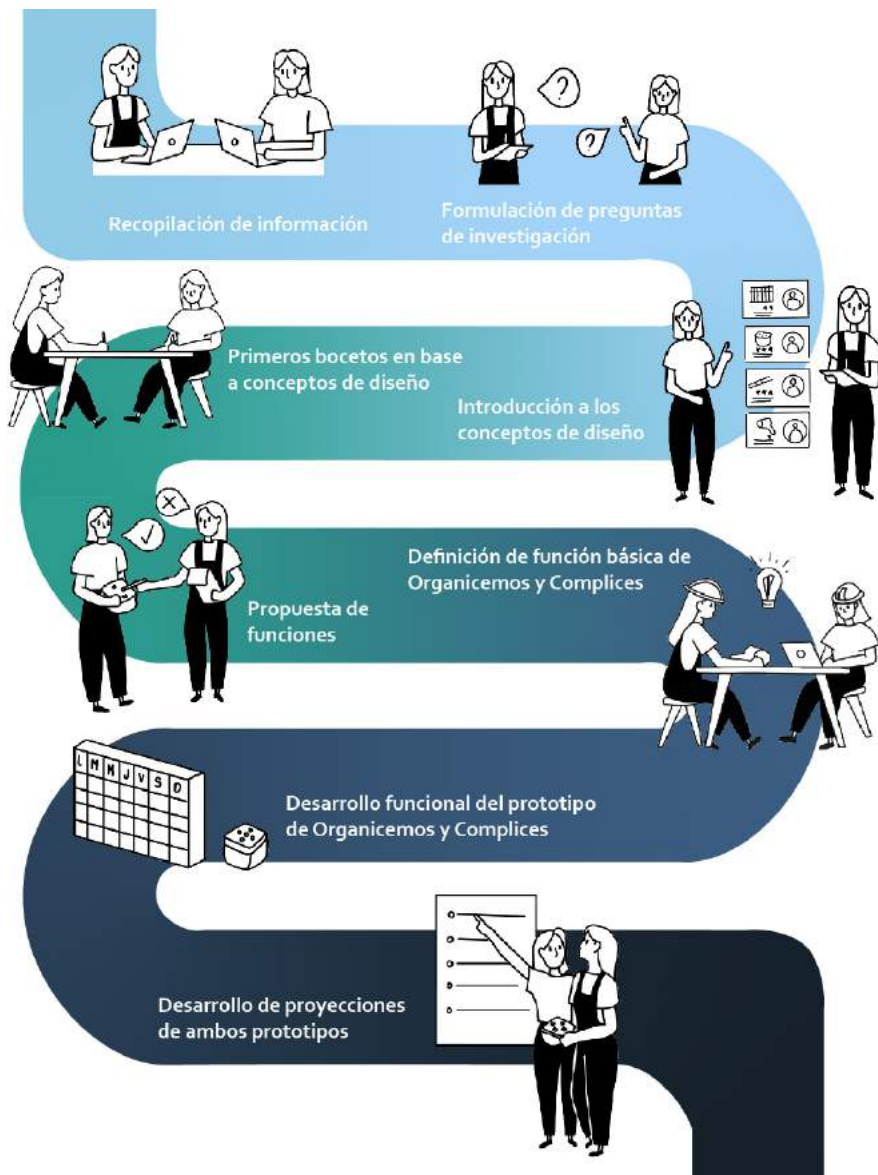 Recopilación de información
Formulación de preguntas
de investigación
?
?
Introducción a los
conceptos de diseño
Primeros bocetos en base
a conceptos de diseño
Propuesta de
funciones
Definición de función básica de
Organicemos y Complices
L M M J V S D
Desarrollo funcional del prototipo
de Organicemos y Complices
Desarrollo de proyecciones
de ambos prototipos